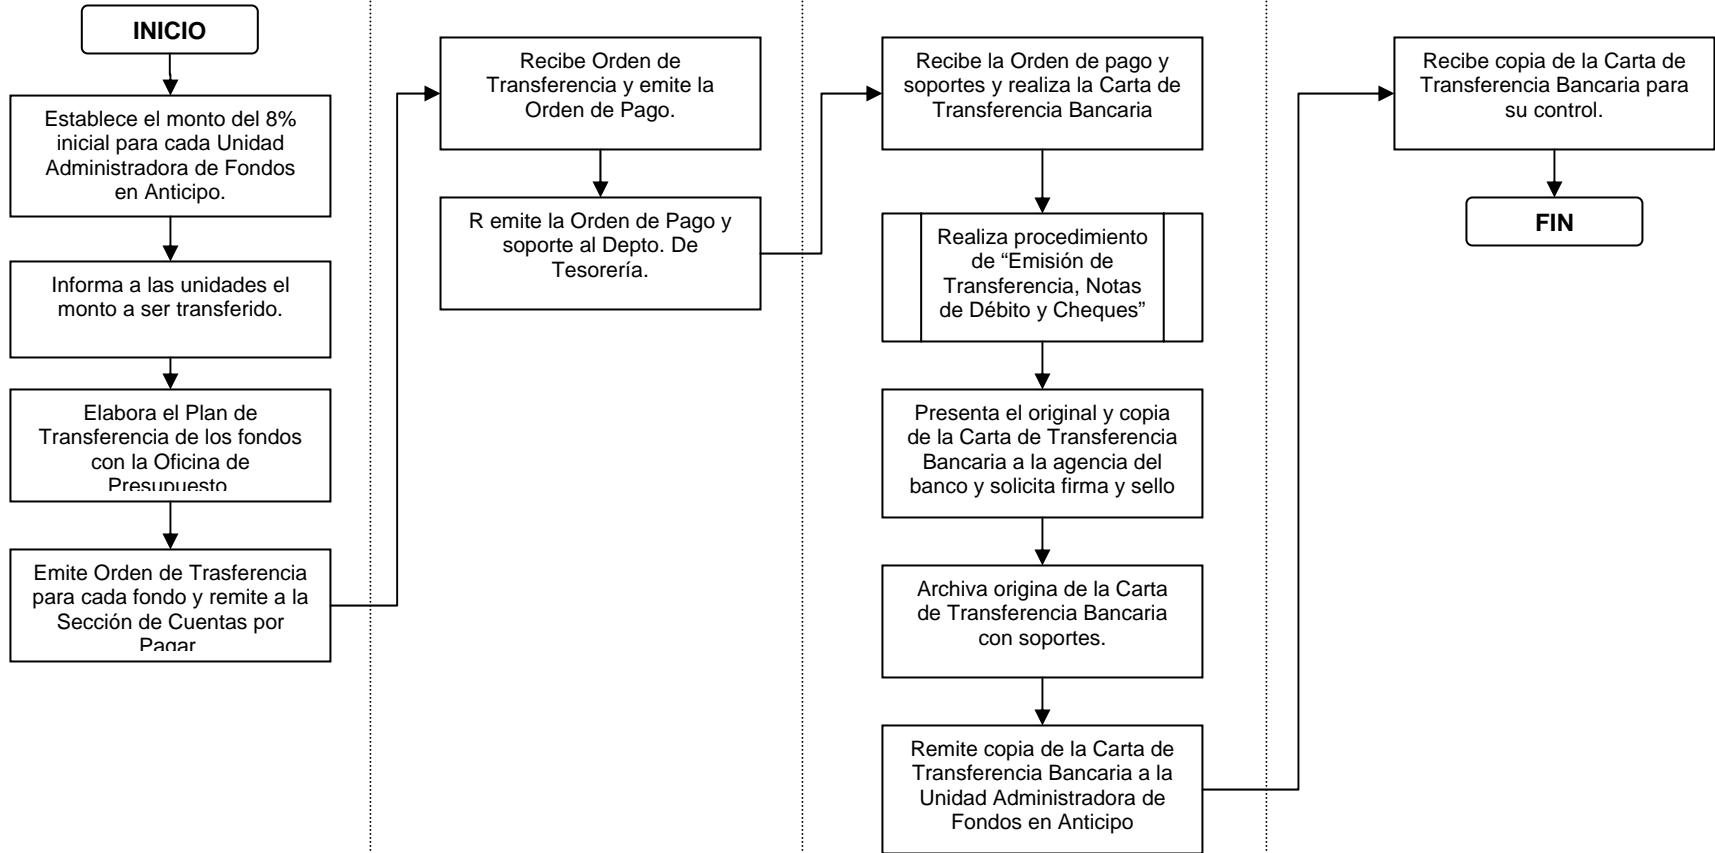 INICIO
Establece el monto del 8%
inicial para cada Unidad
Administradora de Fondos
en Anticipo.
Informa a las unidades el
monto a ser transferido.
Elabora el Plan de
Transferencia de los fondos
con la Oficina de
Presupuesto
Emite Orden de Trasferencia
para cada fondo y remite a la
Sección de Cuentas por
Pagar
Recibe Orden de
Transferencia y emite la
Orden de Pago.
R emite la Orden de Pago y
soporte al Depto. De
Tesorería.
Recibe la Orden de pago y
soportes y realiza la Carta de
Transferencia Bancaria
Realiza procedimiento
de “Emisión de
Transferencia, Notas
de Débito y Cheques”
Presenta el original y copia
de la Carta de Transferencia
Bancaria a la agencia del
banco y solicita firma y sello
Archiva origina de la Carta
de Transferencia Bancaria
con soportes.
Remite copia de la Carta de
Transferencia Bancaria a la
Unidad Administradora de
Fondos en Anticipo
Recibe copia de la Carta de
Transferencia Bancaria para
su control.
FIN